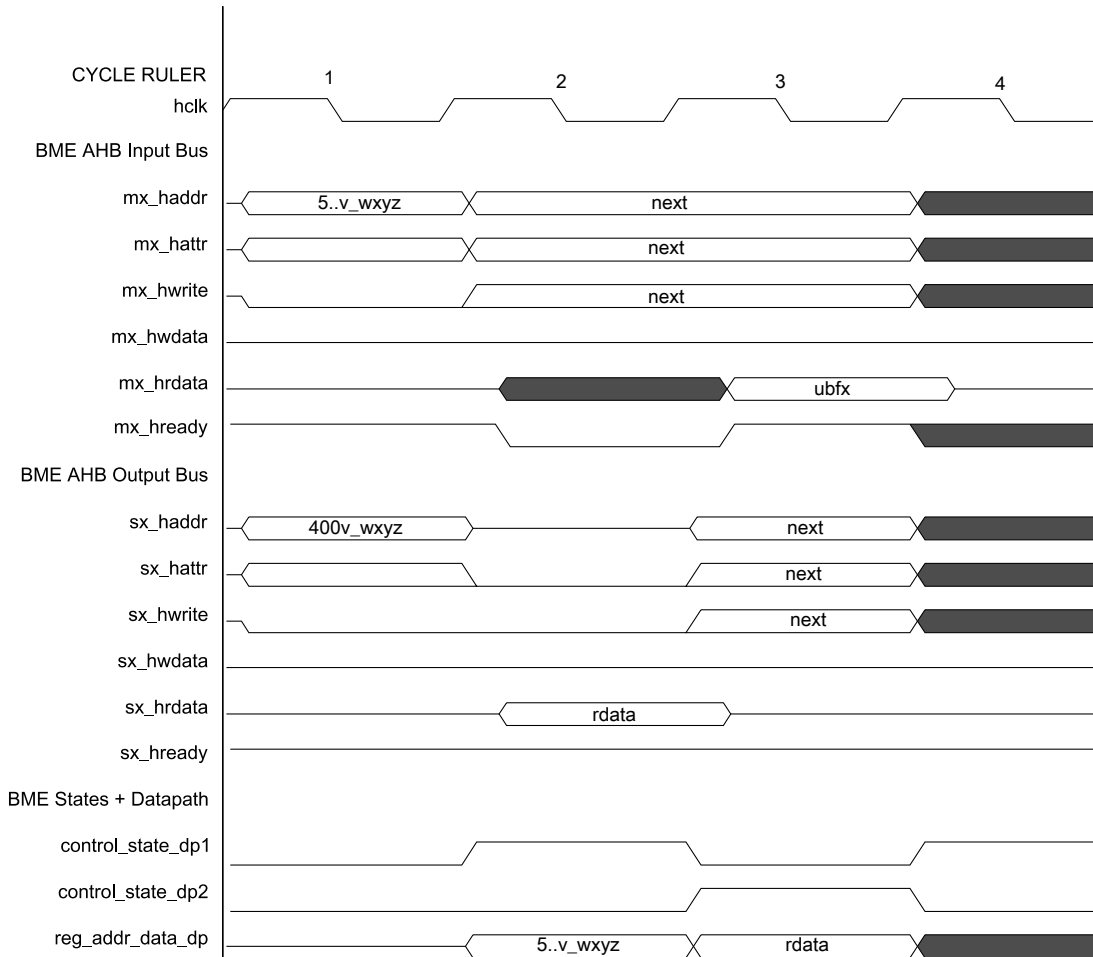 CYCLE RULER 1 2 3 4
hclk
BME AHB Input Bus
mx_haddr 5..v_wxyz next
mx_hattr next
mx_hwrite next
mx_hwdata
mx_hrdata ubfx
mx_hready
BME AHB Output Bus
sx_haddr 400v_wxyz next
sx_hattr next
sx_hwrite next
sx_hwdata
sx_hrdata rdata
sx_hready
BME States + Datapath
control_state_dp1
control_state_dp2
reg_addr_data_dp 5..v_wxyz rdata